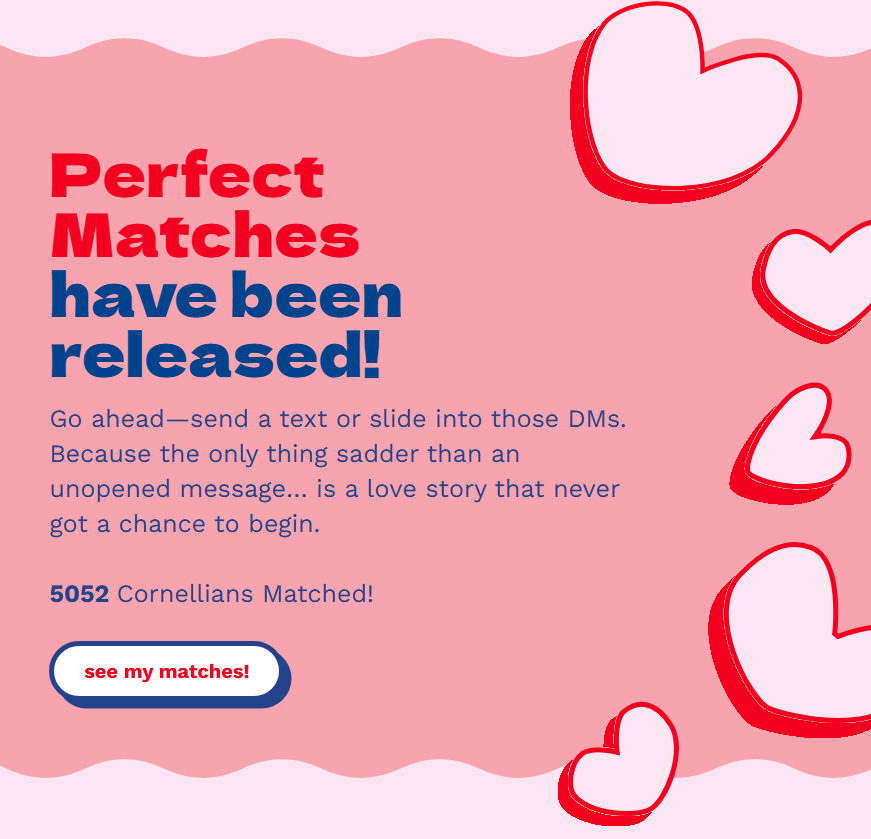 Perfect
Matches
have been
released!
Go ahead—send a text or slide into those DMs.
Because the only thing sadder than an
unopened message... is a love story that never
got a chance to begin.
5052 Cornellians Matched!
see my matches!